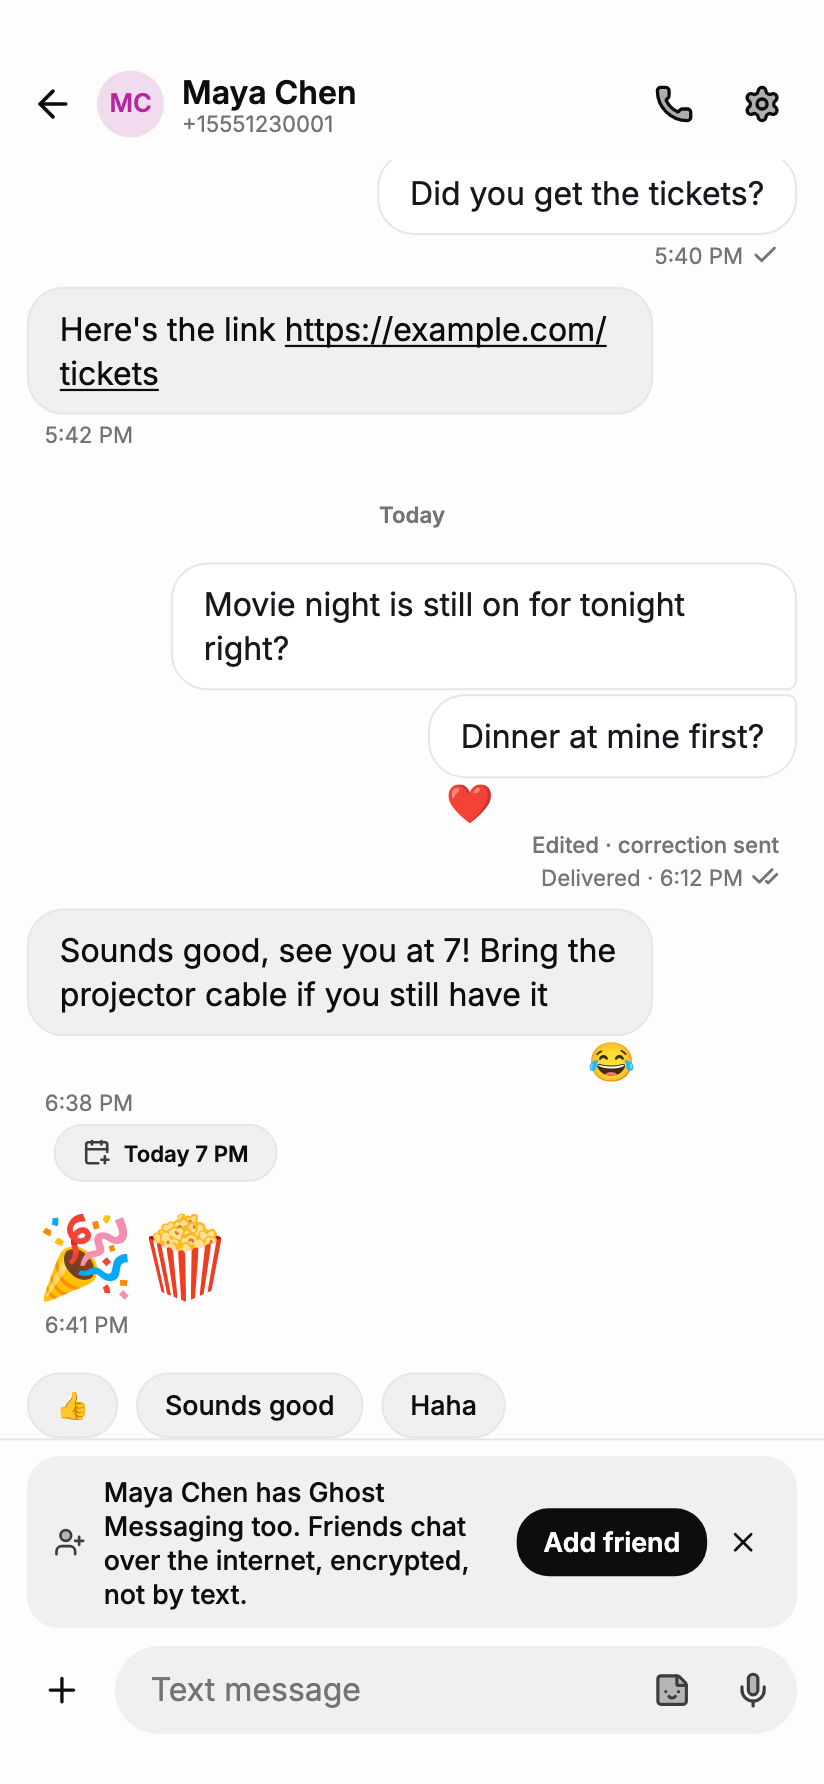 MC
Maya Chen
+15551230001
Did you get the tickets?
5:40 PM
Here's the link https://example.com/
tickets
5:42 PM
Today
Movie night is still on for tonight
right?
Dinner at mine first?
Edited · correction sent
Delivered · 6:12 PM
Sounds good, see you at 7! Bring the
projector cable if you still have it
6:38 PM
Today 7 PM
6:41 PM
Sounds good
Haha
Maya Chen has Ghost
Messaging too. Friends chat
over the internet, encrypted,
not by text.
Add friend
Text message